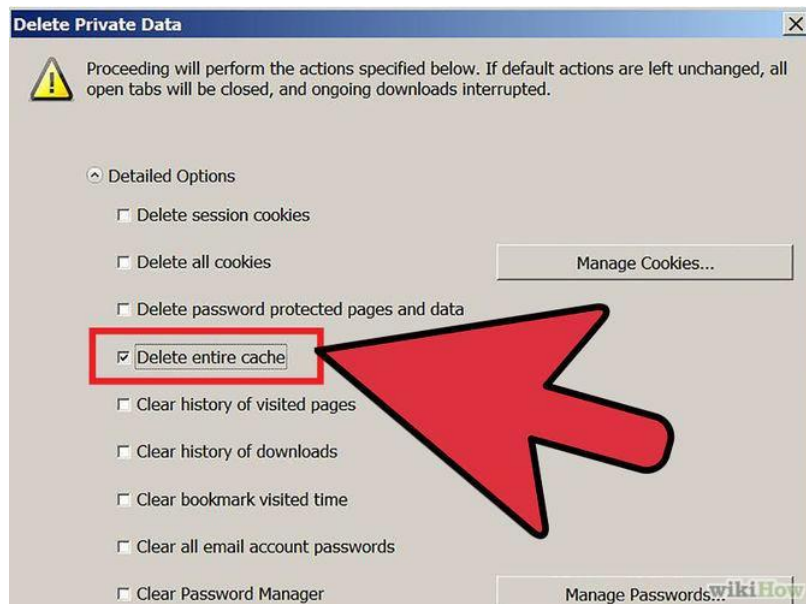 Delete Private Data
Proceeding will perform the actions specified below. If default actions are left unchanged, all
open tabs will be closed, and ongoing downloads interrupted.
Detailed Options
Delete session cookies
Delete all cookies
Manage Cookies...
Delete password protected pages and data
Delete entire cache
Clear history of visited pages
Clear history of downloads
Clear bookmark visited time
Clear all email account passwords
Clear Password Manager
Manage Passwords...
wikiHow